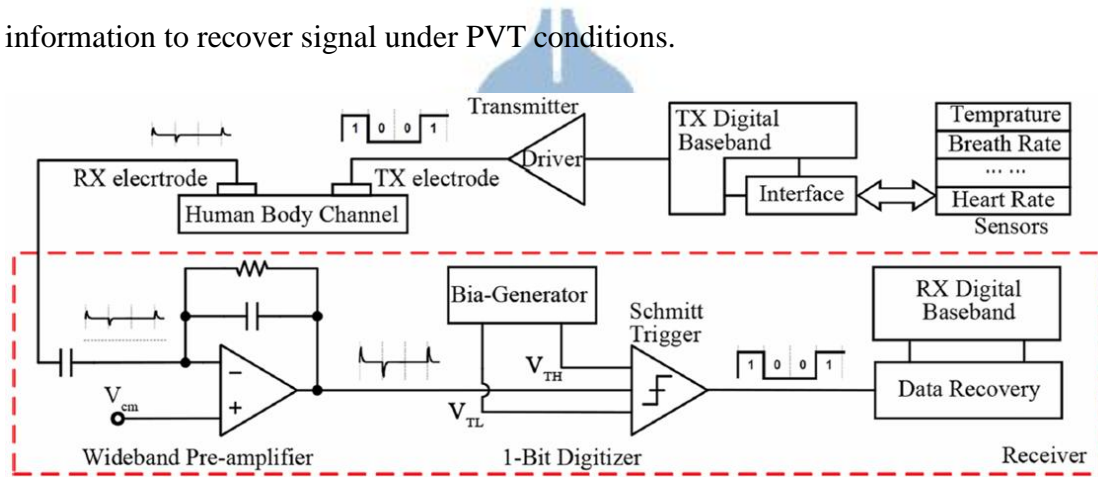 information to recover signal under PVT conditions.
Transmitter
1 0 0 1
Driver
TX Digital
Baseband
Interface
Temprature
Breath Rate
... ...
Heart Rate
Sensors
RX elecrtrode
TX electrode
Human Body Channel
Bia-Generator
Schmitt
Trigger
RX Digital
Baseband
1 0 0 1
V_TH
Data Recovery
V_cm
−
+
V_TL
Wideband Pre-amplifier
1-Bit Digitizer
Receiver